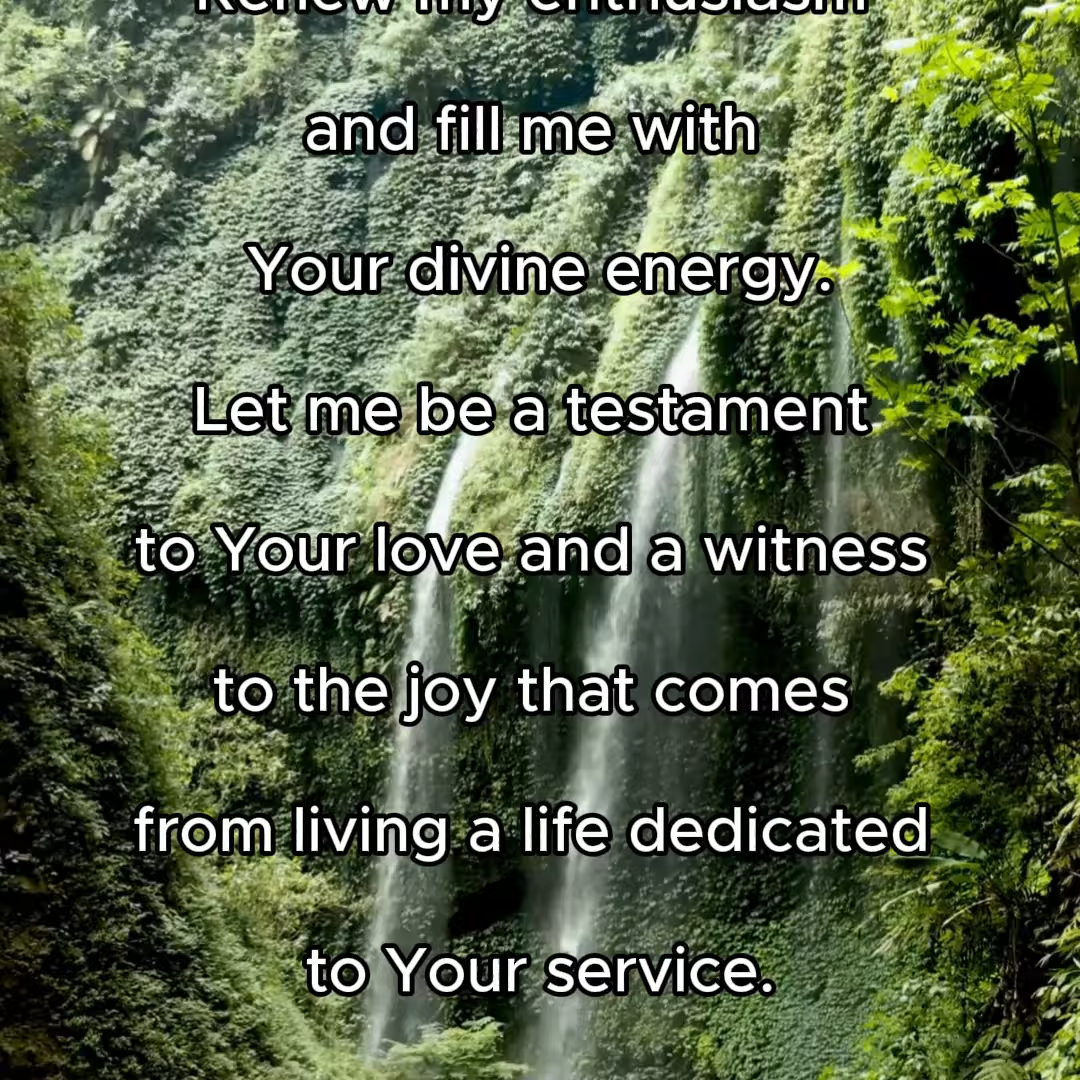 Renew my enthusiasm
and fill me with
Your divine energy.
Let me be a testament
to Your love and a witness
to the joy that comes
from living a life dedicated
to Your service.